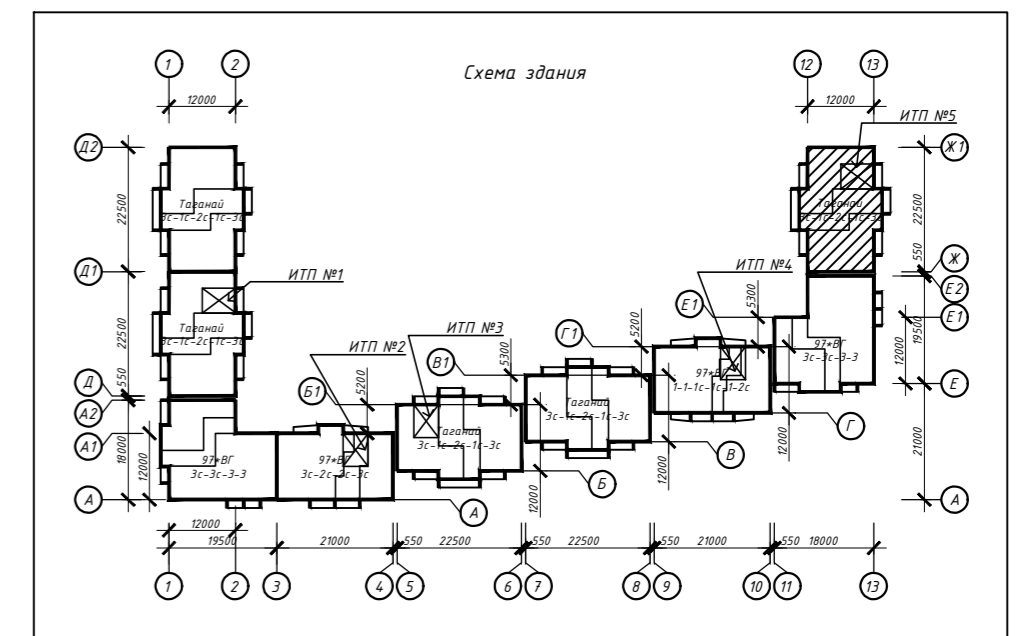 1 2 12 13
Схема здания
12000 12000
ИТП №5
Д2 Ж1
22500 22500
Таганай
3с-1с-2с-1с-3с
Таганай
3с-1с-2с-1с-3с
550
Д1 Ж
ИТП №1 ИТП №4
Е2
Е1 5300 Е1
22500 19500
Таганай
3с-1с-2с-1с-3с
ИТП №3 Г1 5200
ИТП №2 12000
97*ВГ
3с-3с-3-3
550
В1 5300
97*ВГ
1-1-1с-1с-1-2с
Д Е
Б1 5200
А2
Таганай
3с-1с-2с-1с-3с
А1 Г
18000 12000
Таганай
3с-1с-2с-1с-3с
21000
12000
97*ВГ
3с-3с-3-3
97*ВГ
3с-2с-2с-3с
В
12000
Б
12000
А А А
12000
19500 21000 550 22500 550 22500 550 21000 550 18000
1 2 3 4 5 6 7 8 9 10 11 13